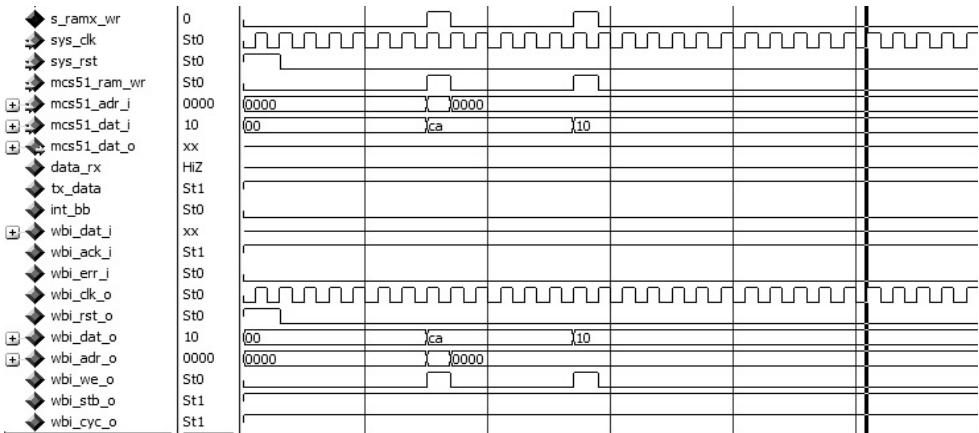 s_ramx_wr 0
sys_clk St0
sys_rst St0
mcs51_ram_wr St0
mcs51_adr_i 0000 0000 0000
mcs51_dat_i 10 00 ca 10
mcs51_dat_o xx
data_rx HiZ
tx_data St1
int_bb St0
wbi_dat_i xx
wbi_ack_i St1
wbi_err_i St0
wbi_clk_o St0
wbi_rst_o St0
wbi_dat_o 10 00 ca 10
wbi_adr_o 0000 0000 0000
wbi_we_o St0
wbi_stb_o St1
wbi_cyc_o St1